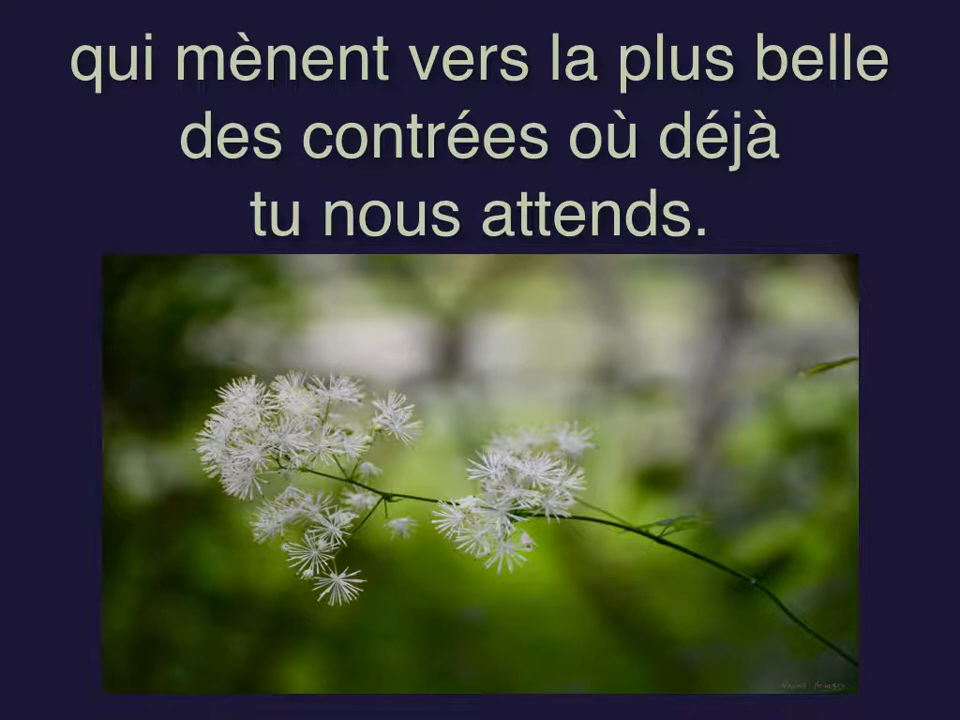 qui mènent vers la plus belle
des contrées où déjà
tu nous attends.